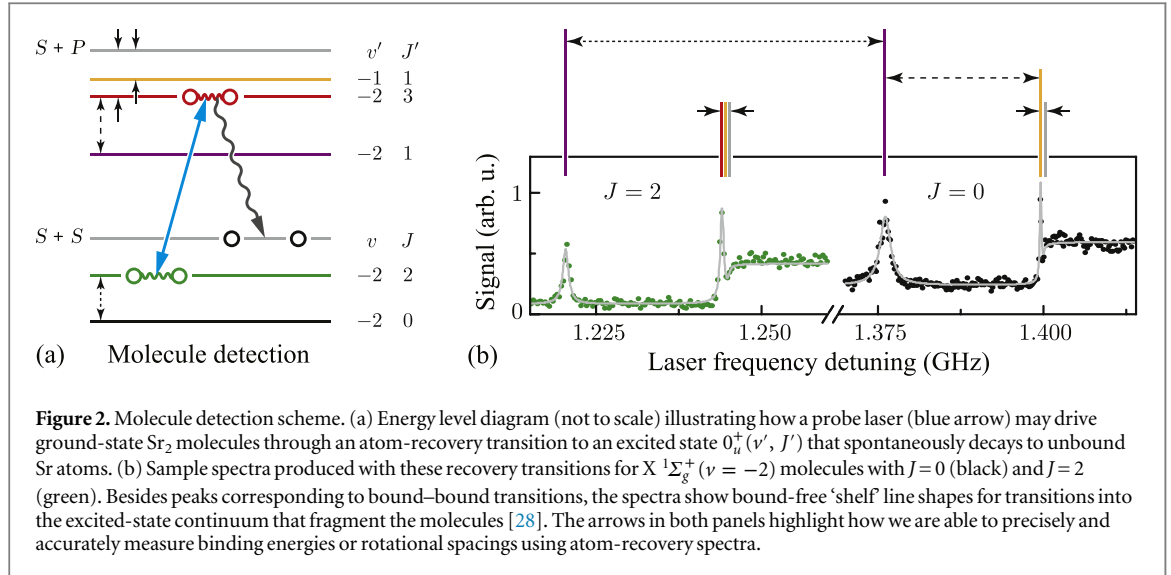 S + P
v′ J′
−1 1
−2 3
−2 1
S + S
v J
−2 2
−2 0
(a) Molecule detection
J = 2
J = 0
Signal (arb. u.)
1
0
1.225
1.250
1.375
1.400
(b) Laser frequency detuning (GHz)
Figure 2. Molecule detection scheme. (a) Energy level diagram (not to scale) illustrating how a probe laser (blue arrow) may drive
ground-state Sr₂ molecules through an atom-recovery transition to an excited state 0ᵤ⁺(v′, J′) that spontaneously decays to unbound
Sr atoms. (b) Sample spectra produced with these recovery transitions for X ¹Σg⁺(ν = −2) molecules with J = 0 (black) and J = 2
(green). Besides peaks corresponding to bound–bound transitions, the spectra show bound-free ‘shelf’ line shapes for transitions into
the excited-state continuum that fragment the molecules [28]. The arrows in both panels highlight how we are able to precisely and
accurately measure binding energies or rotational spacings using atom-recovery spectra.